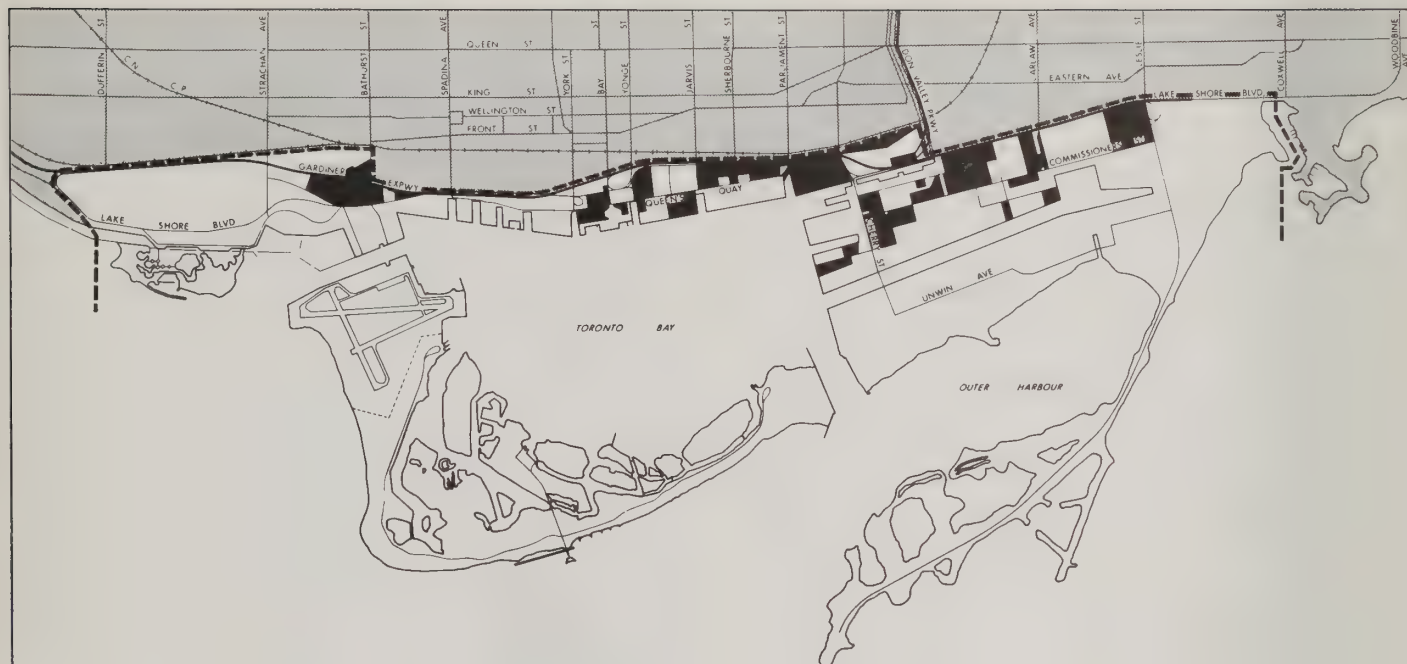 DUFFERIN ST
STRACHAN AVE
BATHURST ST
SPADINA AVE
YORK ST
BAY ST
YONGE ST
JARVIS ST
SHERBOURNE ST
PARLIAMENT ST
DON VALLEY PKWY
LESLIE ST
COXWELL
WOODBINE AVE
C N
C P
QUEEN ST
KING ST
WELLINGTON ST
FRONT ST
EASTERN AVE
LAKE SHORE BLVD.
GARDINER EXPWY
COMMISSIONERS
QUEEN'S QUAY
LAKE SHORE BLVD
CHERRY ST
UNWIN AVE
TORONTO BAY
OUTER HARBOUR